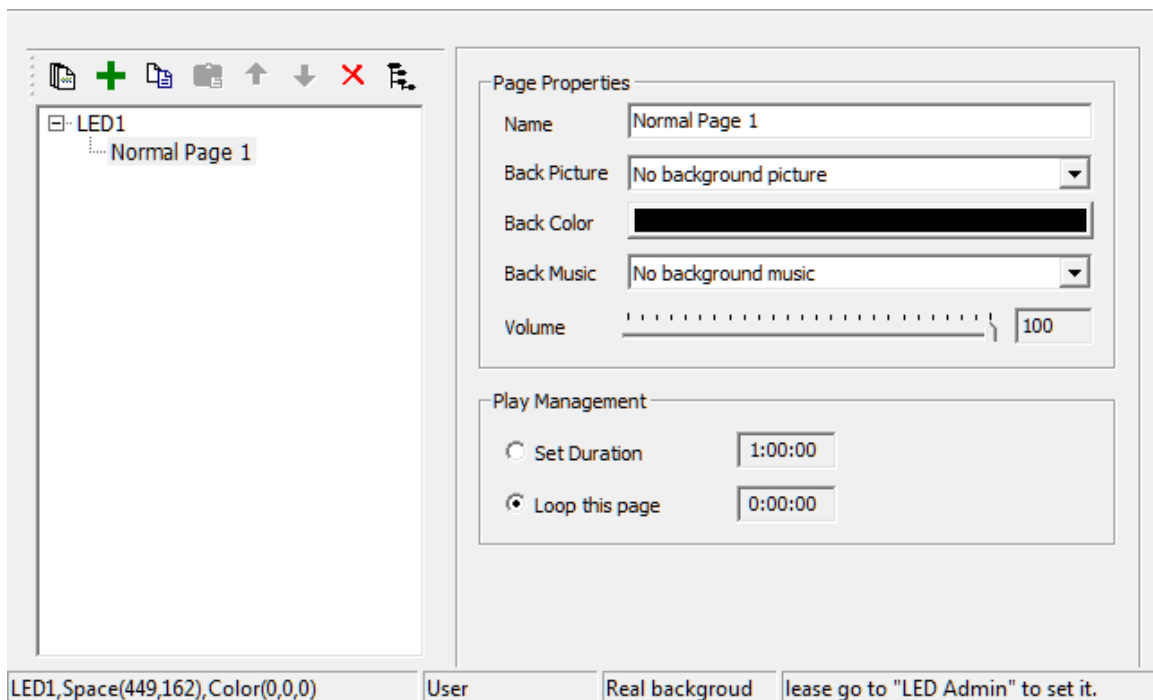 LED1
Normal Page 1
Page Properties
Name Normal Page 1
Back Picture No background picture
Back Color
Back Music No background music
Volume 100
Play Management
Set Duration 1:00:00
Loop this page 0:00:00
LED1,Space(449,162),Color(0,0,0) User Real backgroud lease go to "LED Admin" to set it.